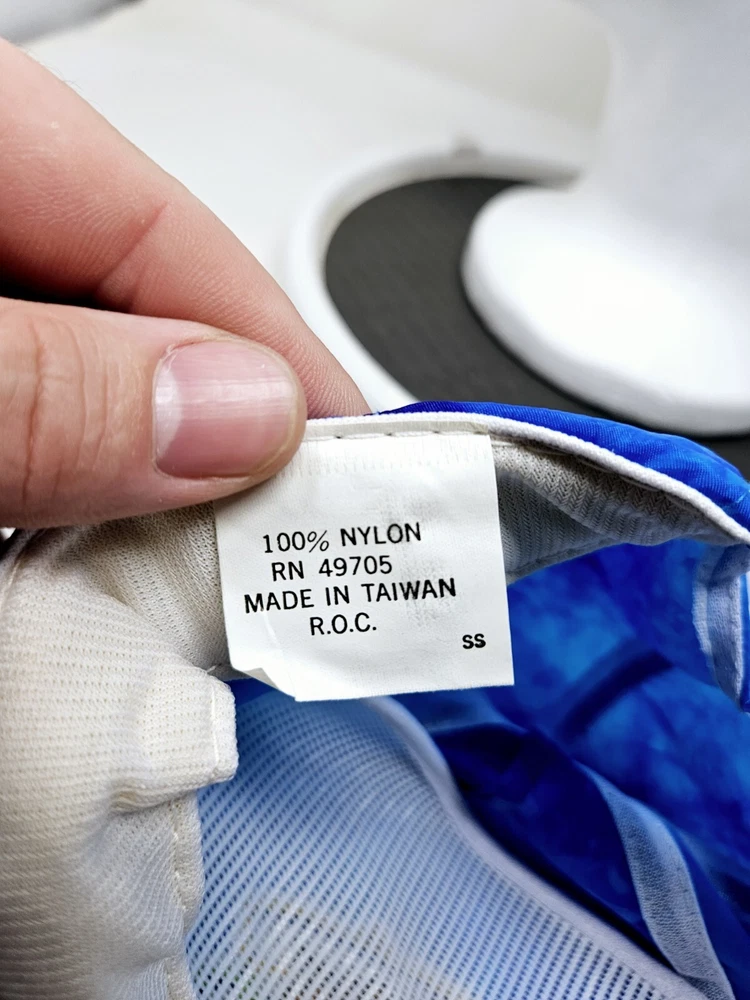 100% NYLON
RN 49705
MADE IN TAIWAN
R.O.C.
SS